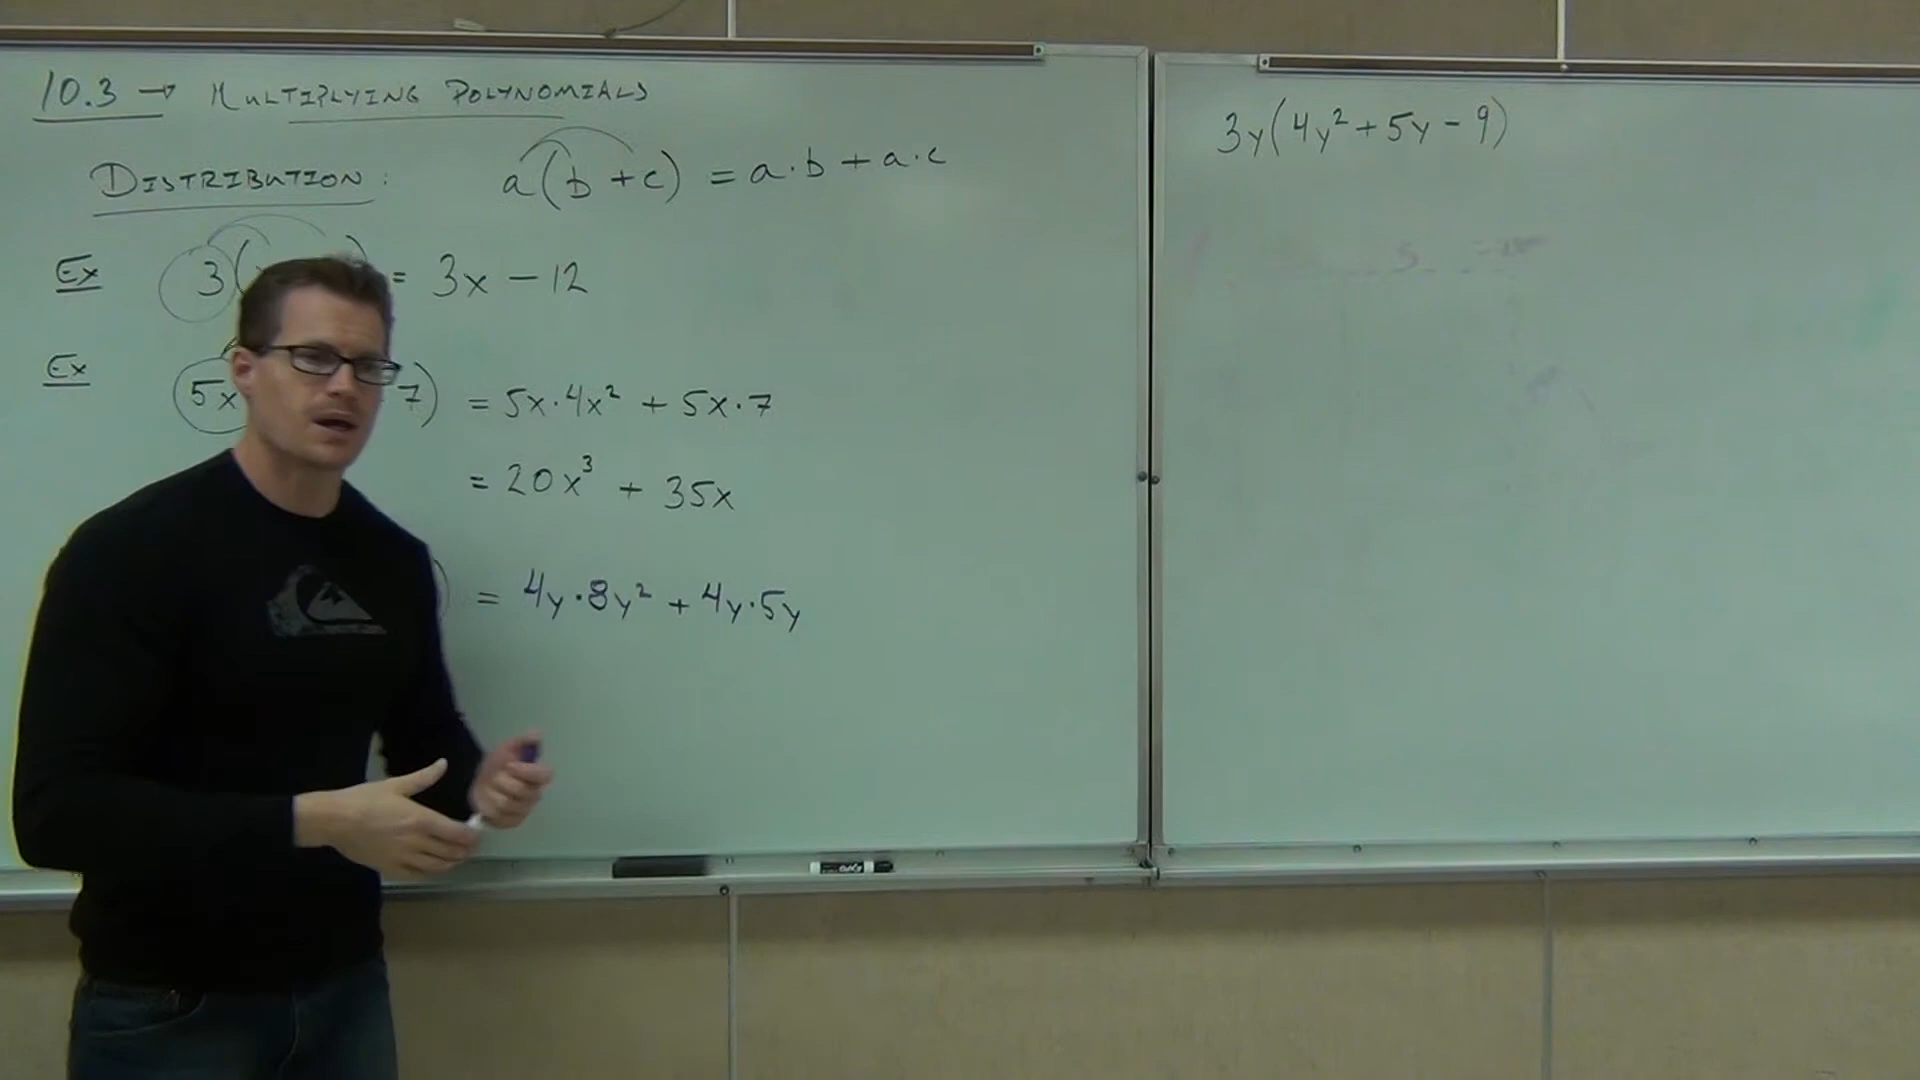 10.3 → MULTIPLYING POLYNOMIALS
DISTRIBUTION: a(b + c) = a·b + a·c
Ex 3( ) = 3x − 12
Ex 5x 7) = 5x·4x² + 5x·7
= 20x³ + 35x
) = 4y·8y² + 4y·5y
3y(4y² + 5y − 9)